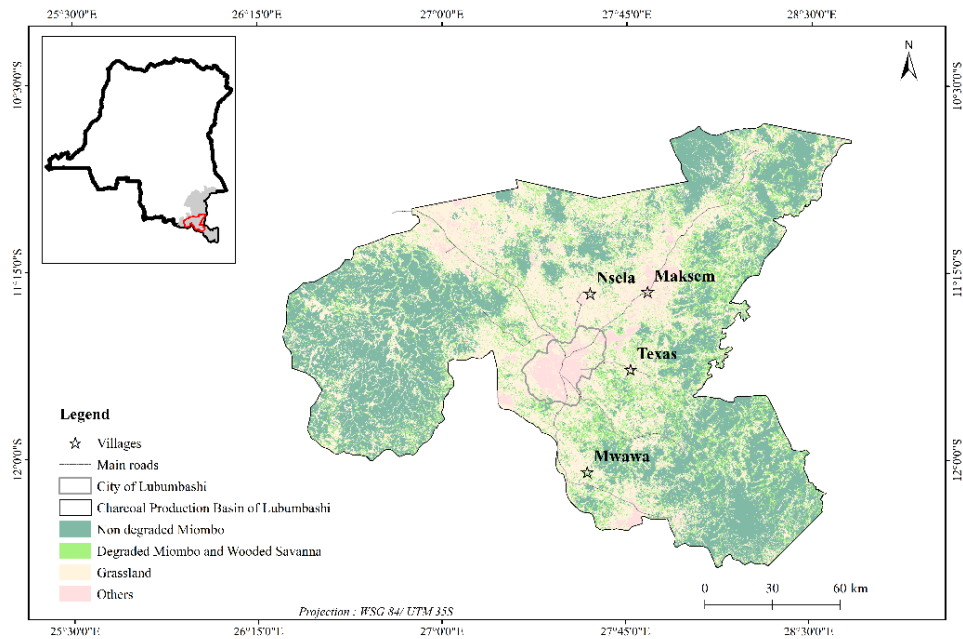 25°30'0"E 26°15'0"E 27°0'0"E 27°45'0"E 28°30'0"E
N
10°30'0"S 10°30'0"S
11°15'0"S 11°15'0"S
Nsela Maksem
Texas
12°0'0"S 12°0'0"S
Mwawa
Legend
Villages
Main roads
City of Lubumbashi
Charcoal Production Basin of Lubumbashi
Non degraded Miombo
Degraded Miombo and Wooded Savanna
Grassland
Others
0 30 60 km
Projection : WSG 84/ UTM 35S
25°30'0"E 26°15'0"E 27°0'0"E 27°45'0"E 28°30'0"E